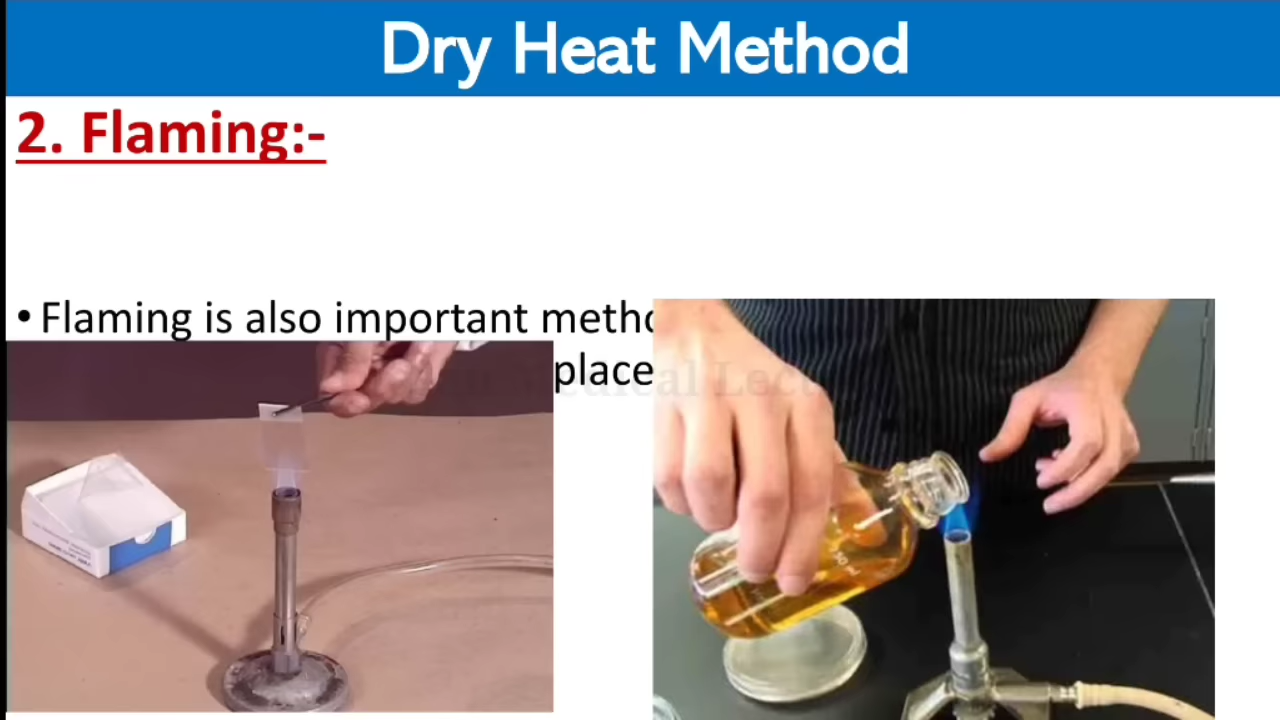 Dry Heat Method
2. Flaming:-
• Flaming is also important metho
place